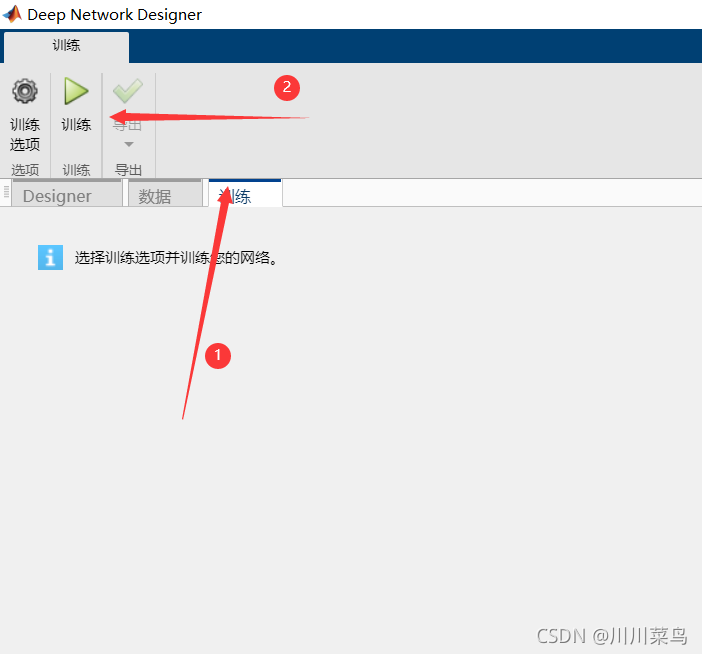 Deep Network Designer
训练
2
训练 训练 导出
选项
选项 训练 导出
Designer 数据 训练
选择训练选项并训练您的网络。
1
CSDN @川川菜鸟